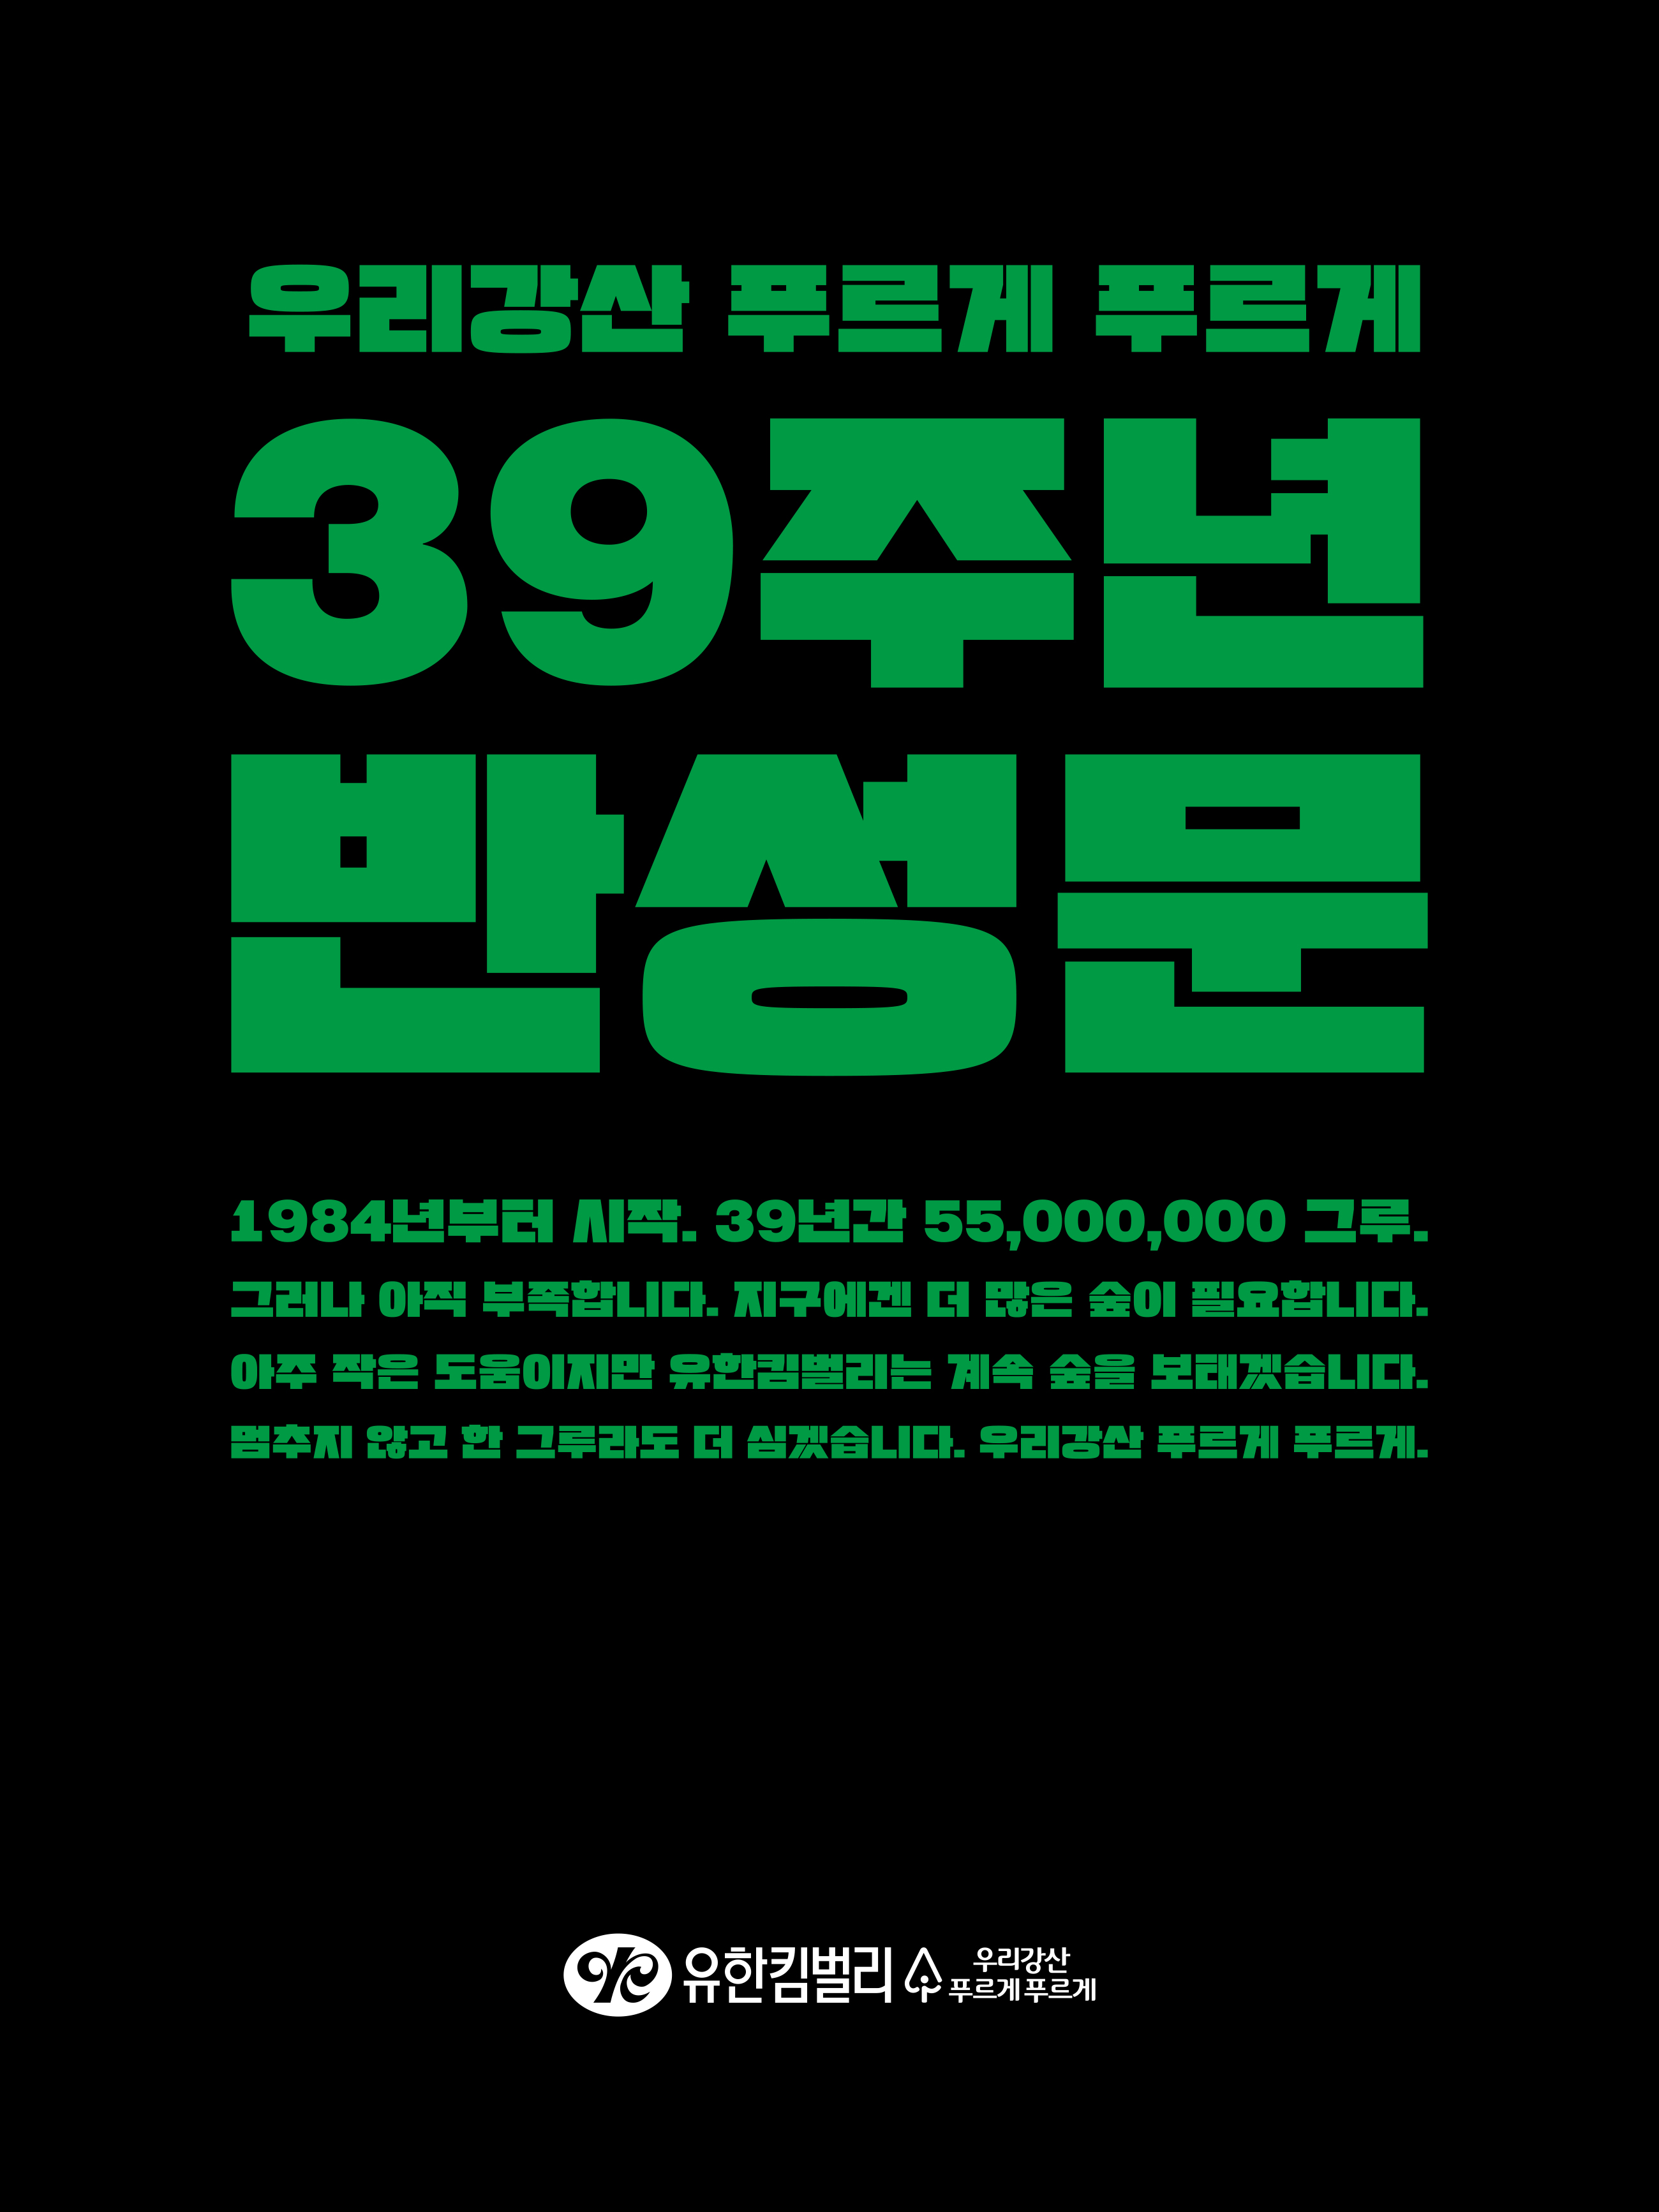 우리강산 푸르게 푸르게
39주년
반성문
1984년부터 시작. 39년간 55,000,000 그루.
그러나 아직 부족합니다. 지구에겐 더 많은 숲이 필요합니다.
아주 작은 도움이지만 유한킴벌리는 계속 숲을 보태겠습니다.
멈추지 않고 한 그루라도 더 심겠습니다. 우리강산 푸르게 푸르게.
유한킴벌리 우리강산
푸르게 푸르게